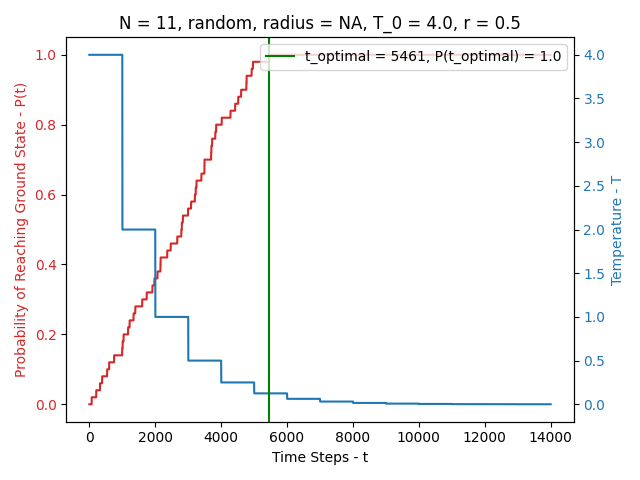 N = 11, random, radius = NA, T_0 = 4.0, r = 0.5
t_optimal = 5461, P(t_optimal) = 1.0
Probability of Reaching Ground State - P(t)
1.0
0.8
0.6
0.4
0.2
0.0
4.0
3.5
3.0
2.5
2.0
1.5
1.0
0.5
0.0
Temperature - T
0 2000 4000 6000 8000 10000 12000 14000
Time Steps - t